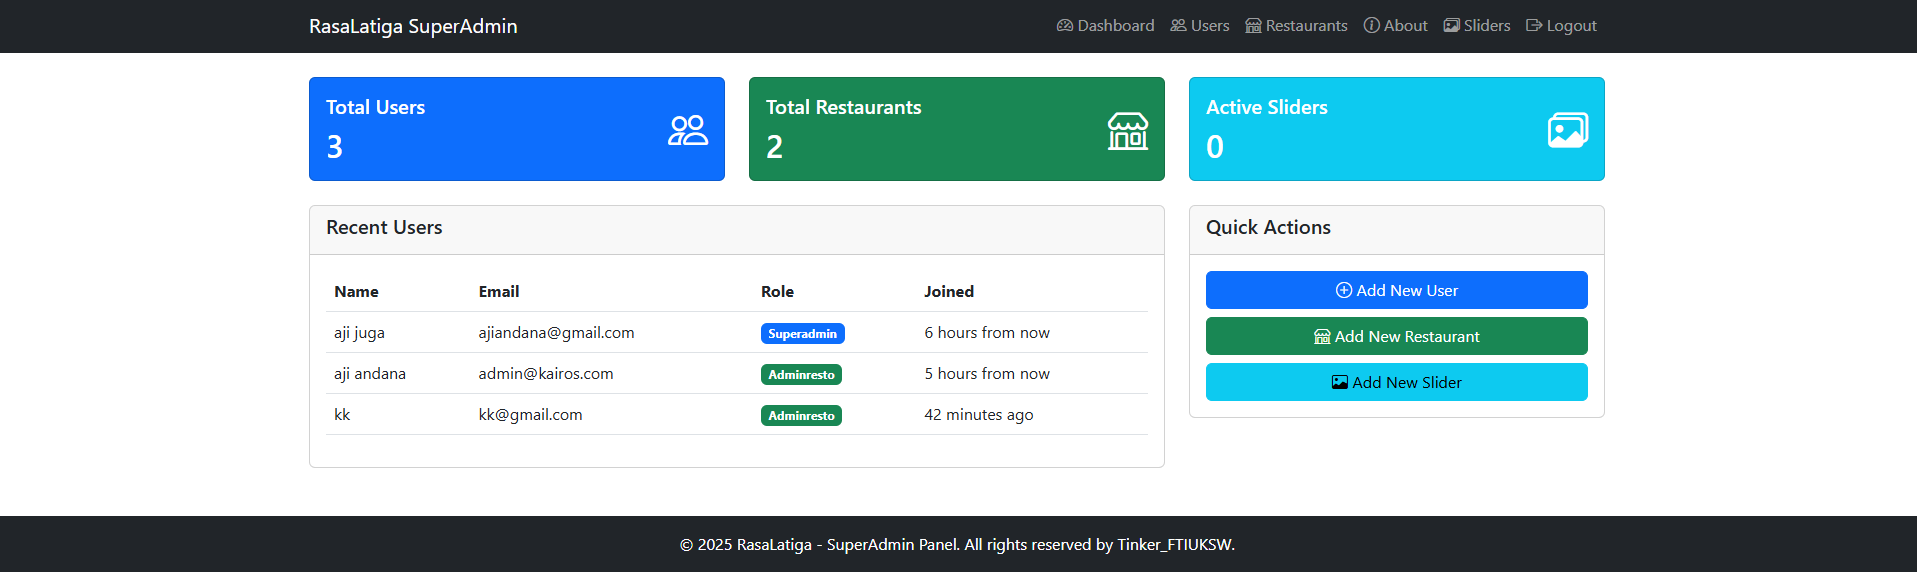 RasaLatiga SuperAdmin Dashboard Users Restaurants About Sliders Logout
Total Users
3
Total Restaurants
2
Active Sliders
0
Recent Users
Name Email Role Joined
aji juga ajiandana@gmail.com Superadmin 6 hours from now
aji andana admin@kairos.com Adminresto 5 hours from now
kk kk@gmail.com Adminresto 42 minutes ago
Quick Actions
Add New User
Add New Restaurant
Add New Slider
© 2025 RasaLatiga - SuperAdmin Panel. All rights reserved by Tinker_FTIUKSW.